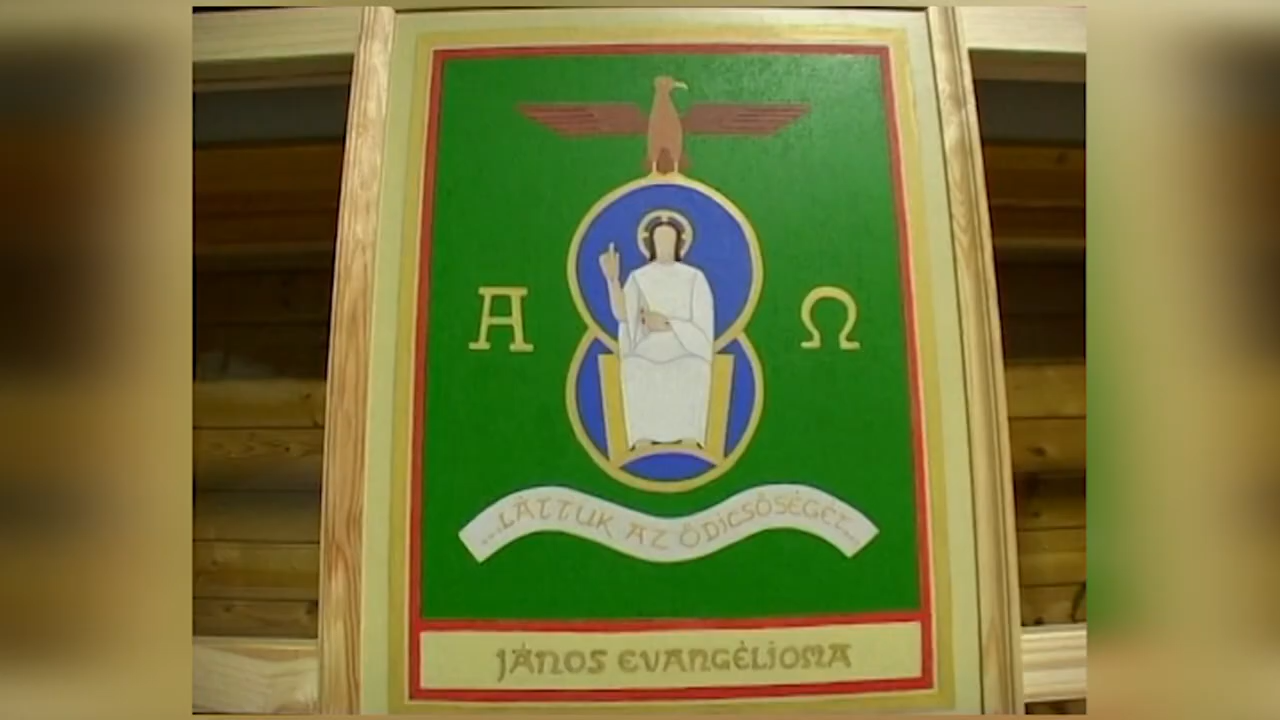 Α Ω
...LÁTTUK AZ Ő DICSŐSÉGÉT...
JÁNOS EVANGÉLIOMA